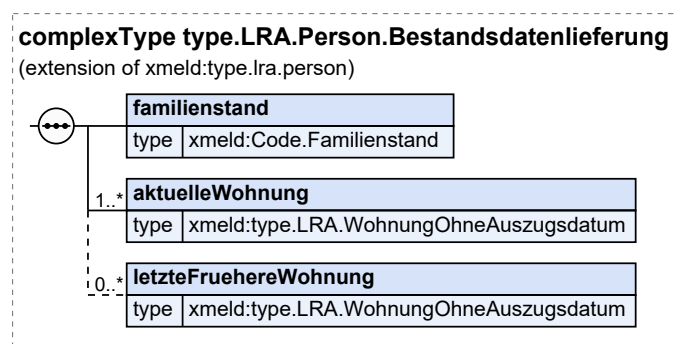 complexType type.LRA.Person.Bestandsdatenlieferung
(extension of xmeld:type.lra.person)
familienstand
type xmeld:Code.Familienstand
1..* aktuelleWohnung
type xmeld:type.LRA.WohnungOhneAuszugsdatum
0..* letzteFruehereWohnung
type xmeld:type.LRA.WohnungOhneAuszugsdatum